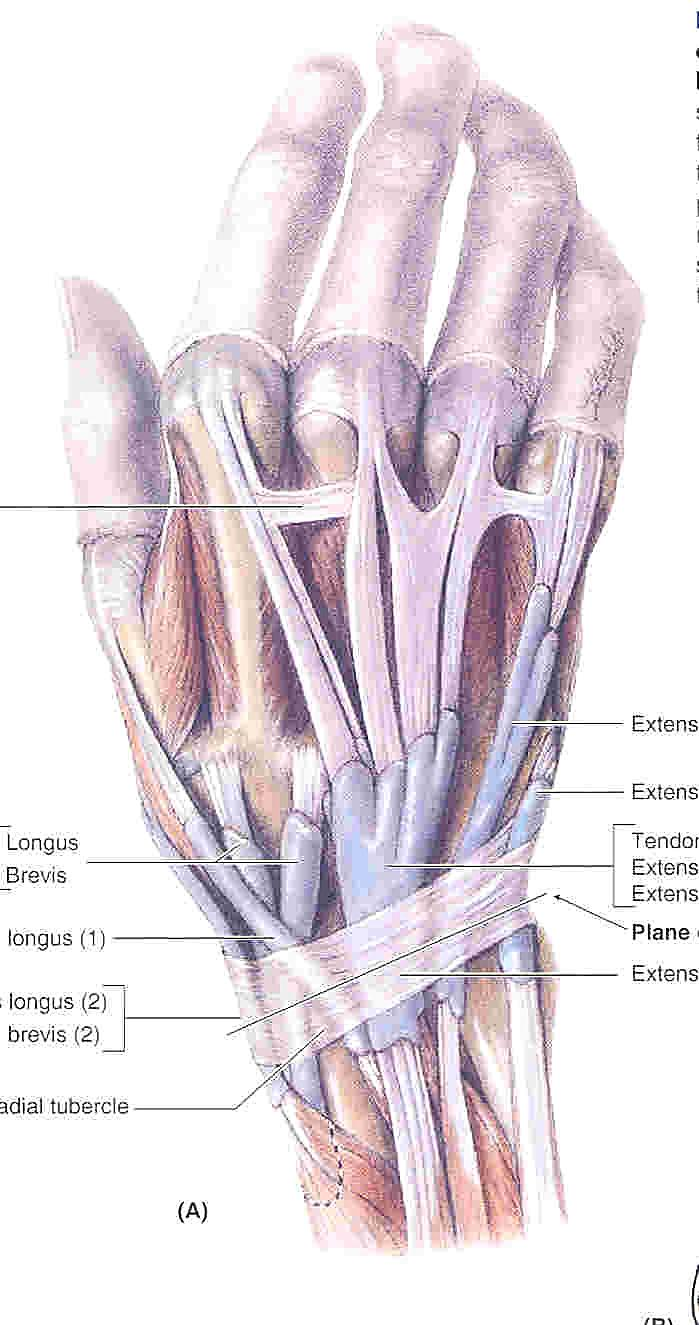 Longus
Brevis
longus (1)
s longus (2)
brevis (2)
adial tubercle
Extens
Extens
Tendor
Extens
Extens
Plane
Extens
(A)
(B)